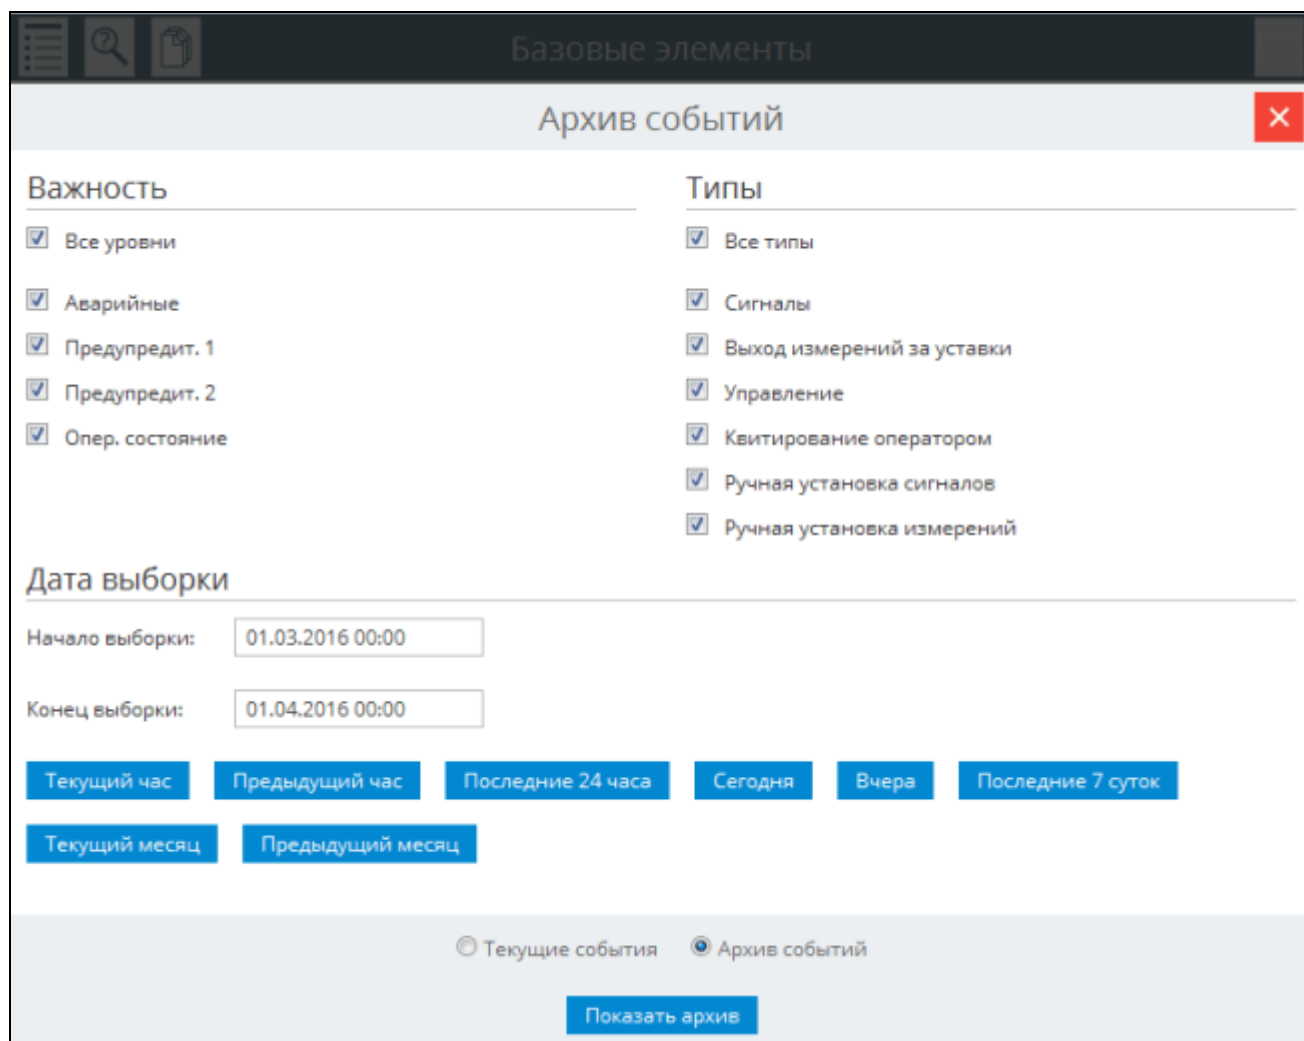 Базовые элементы
Архив событий
Важность
Все уровни
Аварийные
Предупредит. 1
Предупредит. 2
Опер. состояние
Типы
Все типы
Сигналы
Выход измерений за уставки
Управление
Квитирование оператором
Ручная установка сигналов
Ручная установка измерений
Дата выборки
Начало выборки: 01.03.2016 00:00
Конец выборки: 01.04.2016 00:00
Текущий час Предыдущий час Последние 24 часа Сегодня Вчера Последние 7 суток
Текущий месяц Предыдущий месяц
Текущие события Архив событий
Показать архив